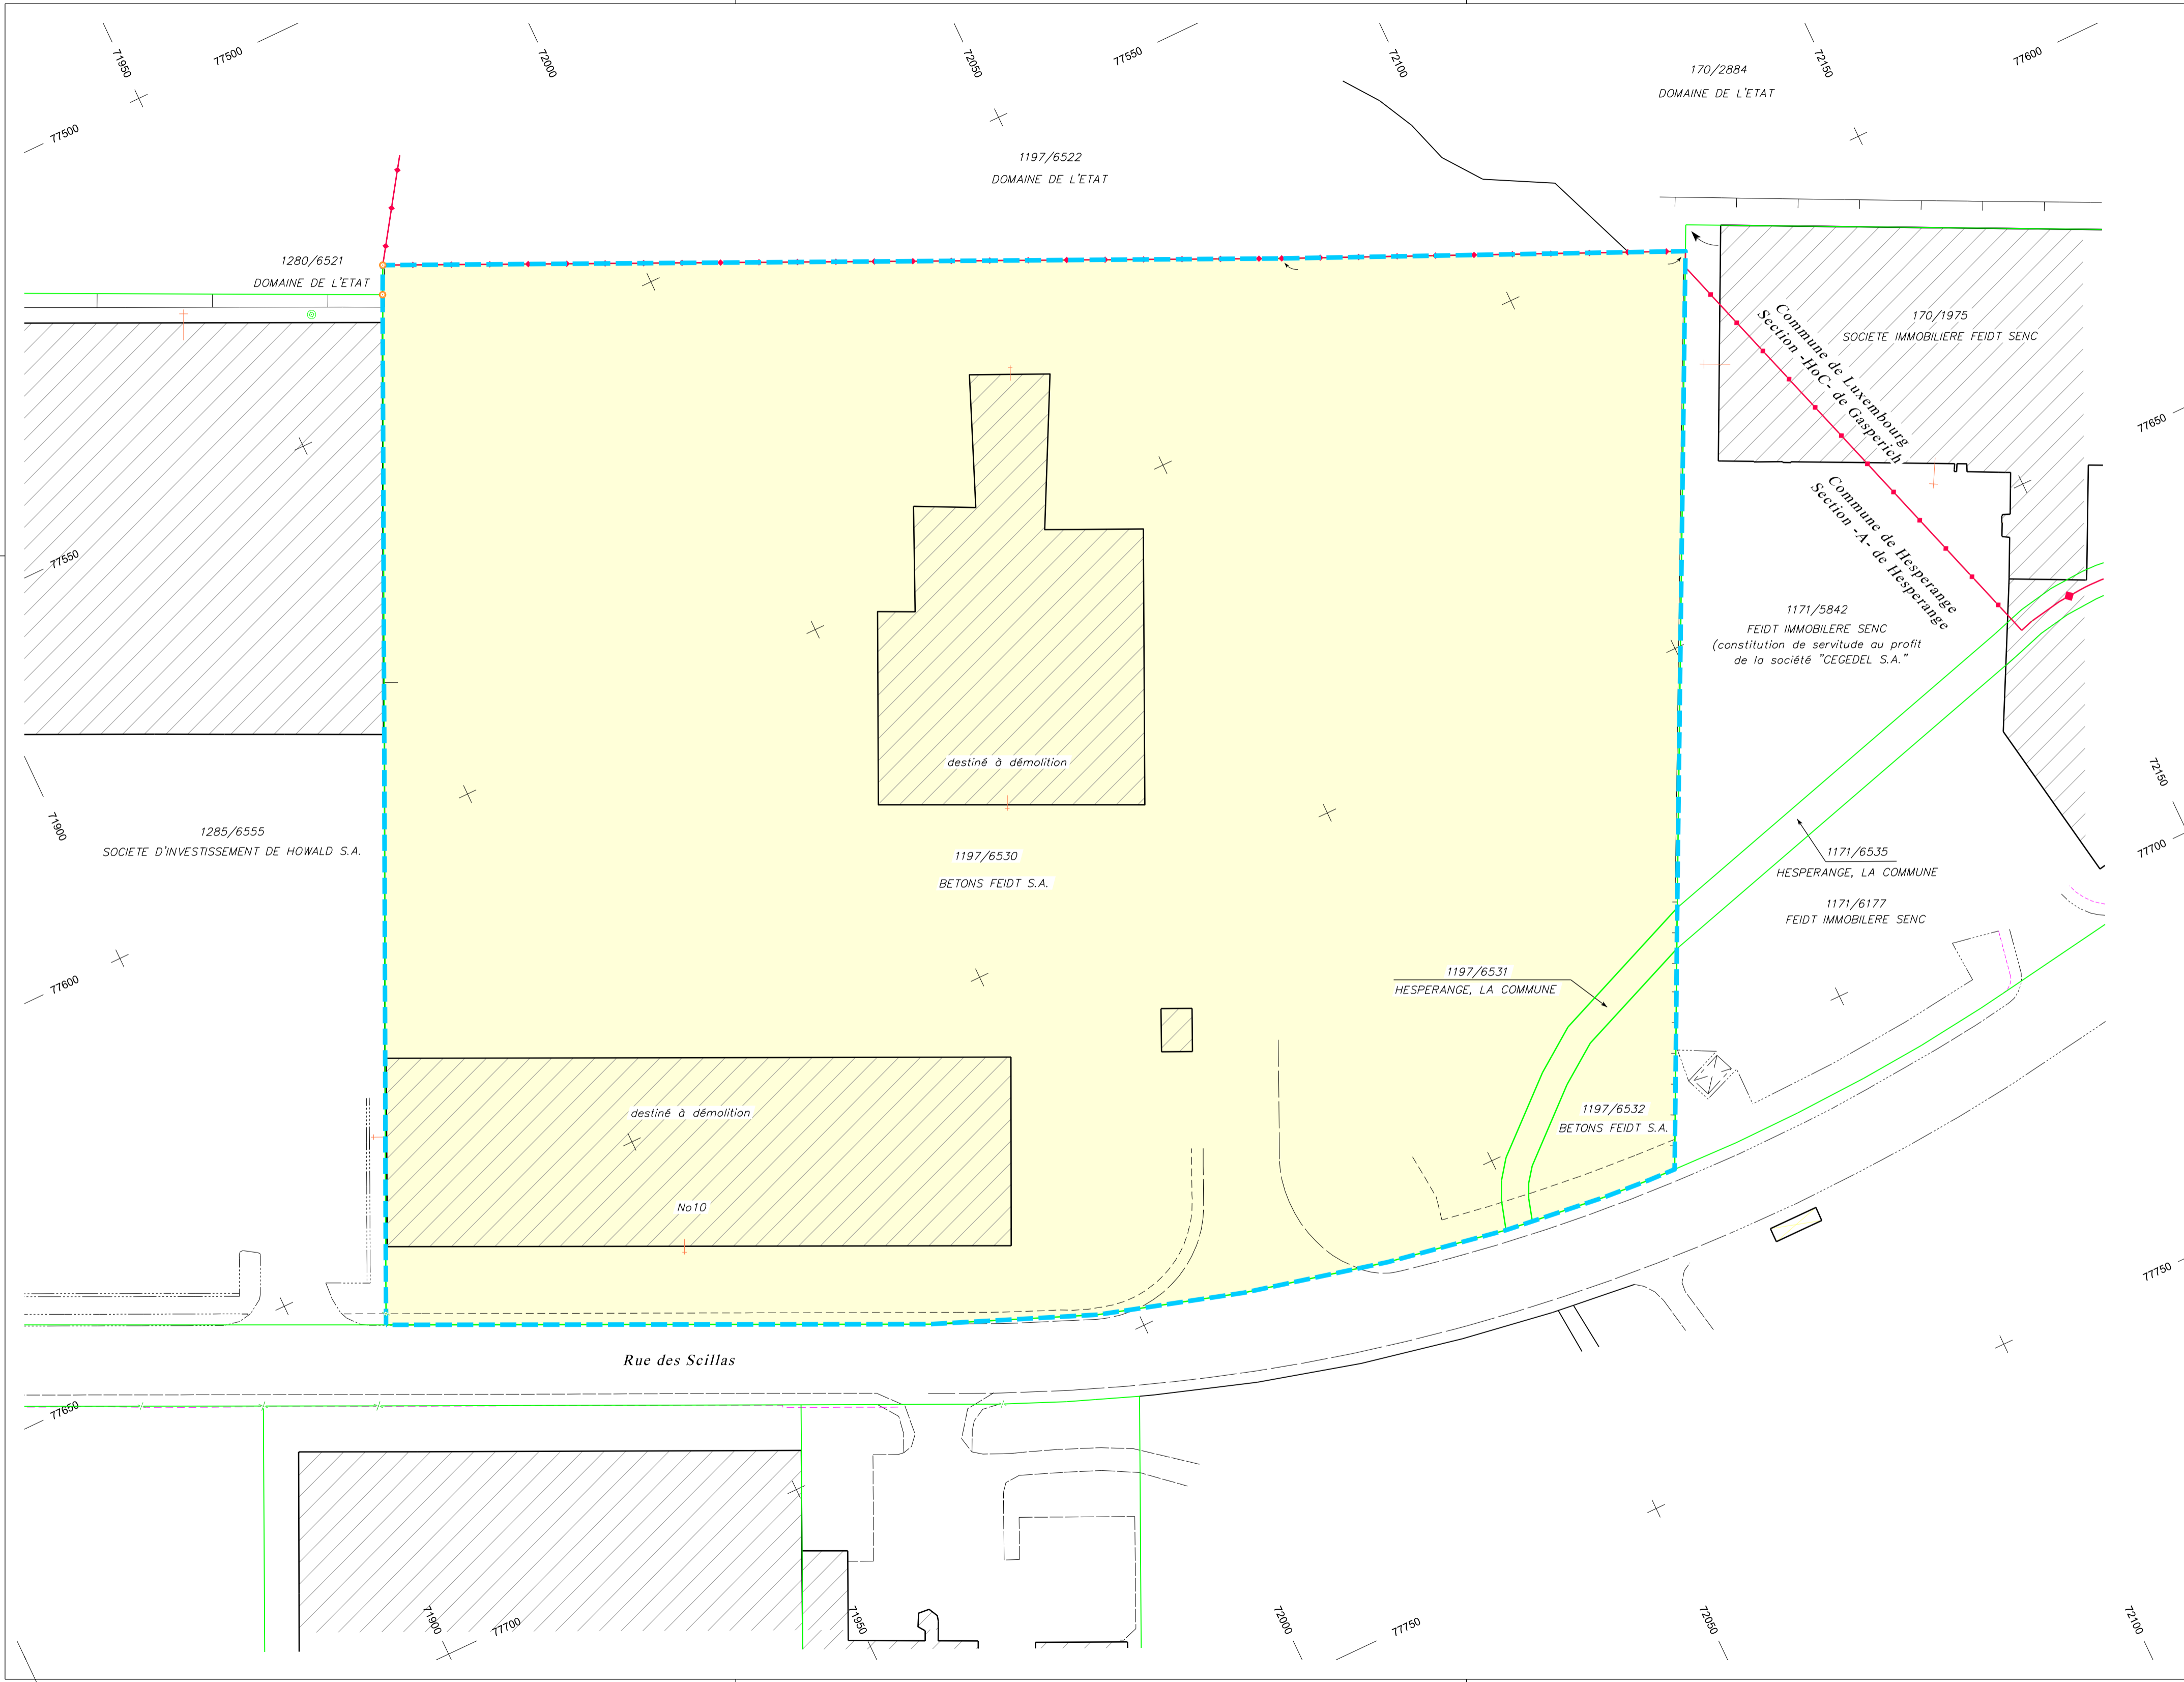 71950
77500
72000
72050
77550
72100
72150
77600
170/2884
DOMAINE DE L'ETAT
77500
1197/6522
DOMAINE DE L'ETAT
1280/6521
DOMAINE DE L'ETAT
170/1975
SOCIETE IMMOBILIERE FEIDT SENC
Commune de Luxembourg
Section -HoC- de Gasperich
77650
Commune de Hesperange
Section -A- de Hesperange
77550
1171/5842
FEIDT IMMOBILERE SENC
(constitution de servitude au profit
de la société "CEGEDEL S.A."
destiné à démolition
72150
71900
1285/6555
SOCIETE D'INVESTISSEMENT DE HOWALD S.A.
1197/6530
BETONS FEIDT S.A.
1171/6535
HESPERANGE, LA COMMUNE
77700
1171/6177
FEIDT IMMOBILERE SENC
77600
1197/6531
HESPERANGE, LA COMMUNE
destiné à démolition
1197/6532
BETONS FEIDT S.A.
No10
77750
Rue des Scillas
77650
71900
77700
71950
72000
77750
72050
72100